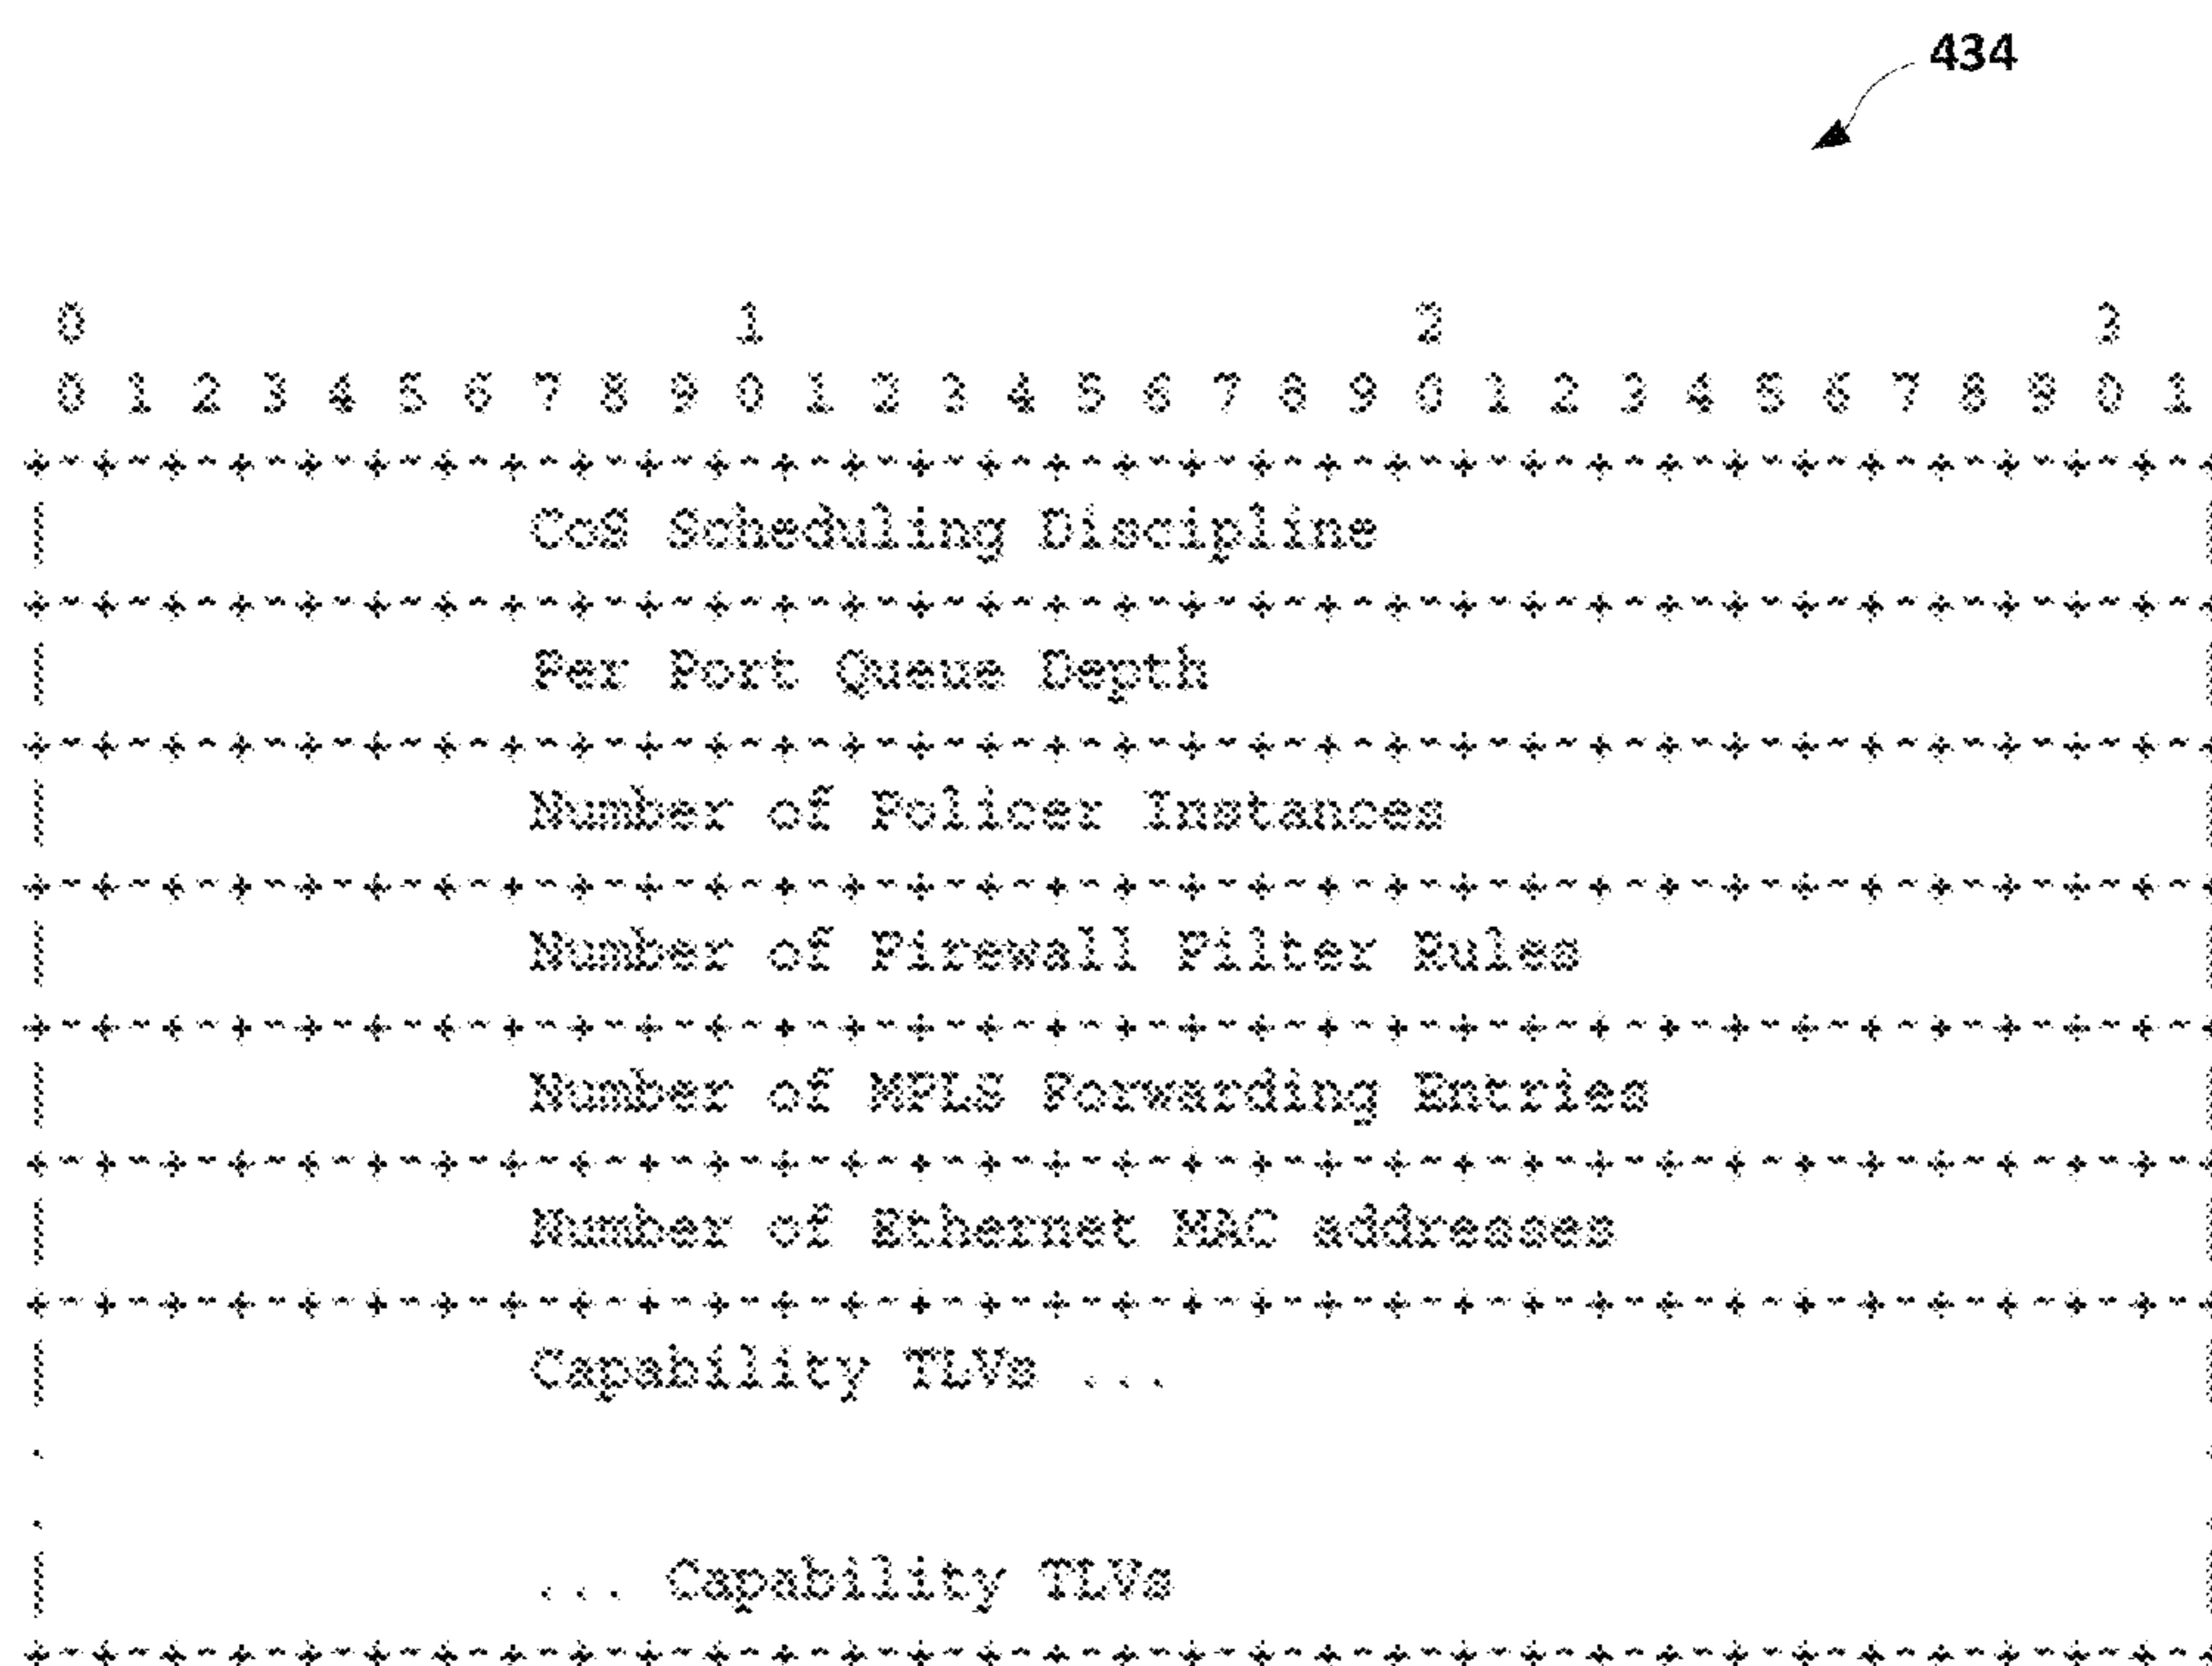 434
0 1 2 3
0 1 2 3 4 5 6 7 8 9 0 1 2 3 4 5 6 7 8 9 0 1 2 3 4 5 6 7 8 9 0 1
+-+-+-+-+-+-+-+-+-+-+-+-+-+-+-+-+-+-+-+-+-+-+-+-+-+-+-+-+-+-+-+-+
| CoS Scheduling Discipline |
+-+-+-+-+-+-+-+-+-+-+-+-+-+-+-+-+-+-+-+-+-+-+-+-+-+-+-+-+-+-+-+-+
| Per Port Queue Depth |
+-+-+-+-+-+-+-+-+-+-+-+-+-+-+-+-+-+-+-+-+-+-+-+-+-+-+-+-+-+-+-+-+
| Number of Policer Instances |
+-+-+-+-+-+-+-+-+-+-+-+-+-+-+-+-+-+-+-+-+-+-+-+-+-+-+-+-+-+-+-+-+
| Number of Firewall Filter Rules |
+-+-+-+-+-+-+-+-+-+-+-+-+-+-+-+-+-+-+-+-+-+-+-+-+-+-+-+-+-+-+-+-+
| Number of MPLS Forwarding Entries |
+-+-+-+-+-+-+-+-+-+-+-+-+-+-+-+-+-+-+-+-+-+-+-+-+-+-+-+-+-+-+-+-+
| Number of Ethernet MAC addresses |
+-+-+-+-+-+-+-+-+-+-+-+-+-+-+-+-+-+-+-+-+-+-+-+-+-+-+-+-+-+-+-+-+
| Capability TLVs ... |
. .
. .
| ... Capability TLVs |
+-+-+-+-+-+-+-+-+-+-+-+-+-+-+-+-+-+-+-+-+-+-+-+-+-+-+-+-+-+-+-+-+